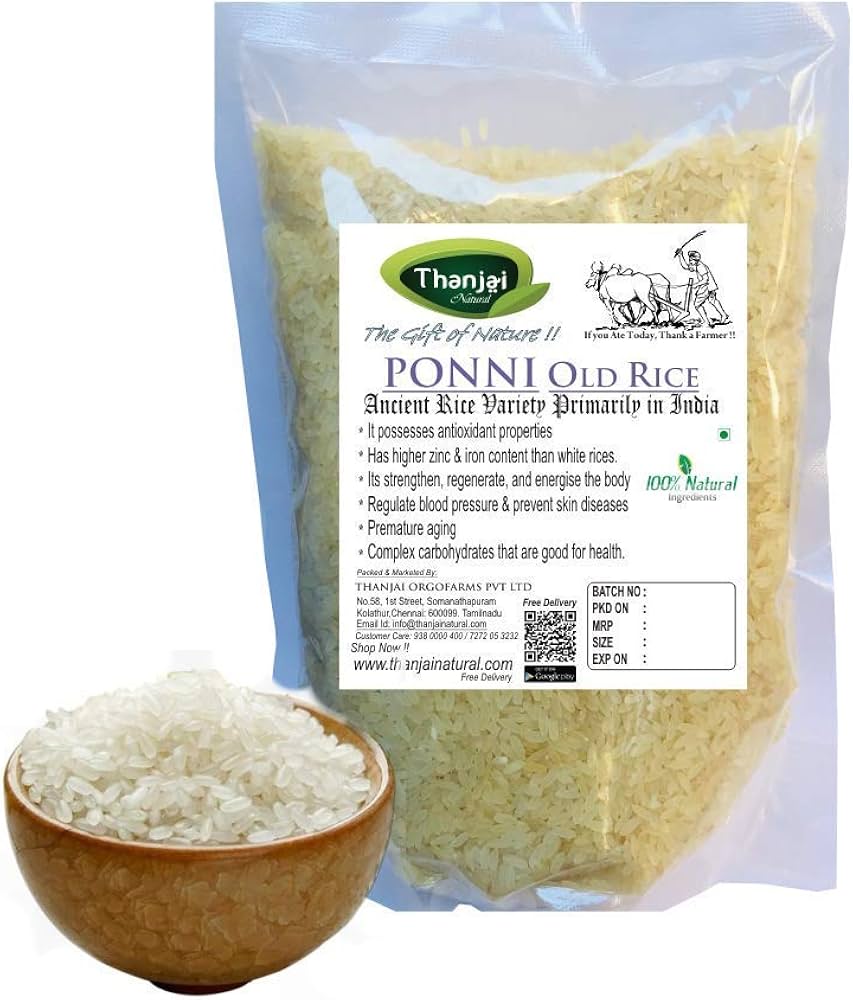 Thanjai
Natural
The Gift of Nature !!
If you Ate Today, Thank a Farmer !!
PONNI OLD RICE
Ancient Rice Variety Primarily in India
* It possesses antioxidant properties
* Has higher zinc & iron content than white rices.
* Its strengthen, regenerate, and energise the body
* Regulate blood pressure & prevent skin diseases
* Premature aging
* Complex carbohydrates that are good for health.
100% Natural
ingredients
Packed & Marketed By:
THANJAI ORGOFARMS PVT LTD
No.58, 1st Street, Somanathapuram
Kolathur,Chennai: 600099. Tamilnadu
Email Id: info@thanjainatural.com
Customer Care: 938 0000 400 / 7272 05 3232
Shop Now !!
www.thanjainatural.com
Free Delivery
Free Delivery
GET IT ON
Google play
BATCH NO :
PKD ON :
MRP :
SIZE :
EXP ON :